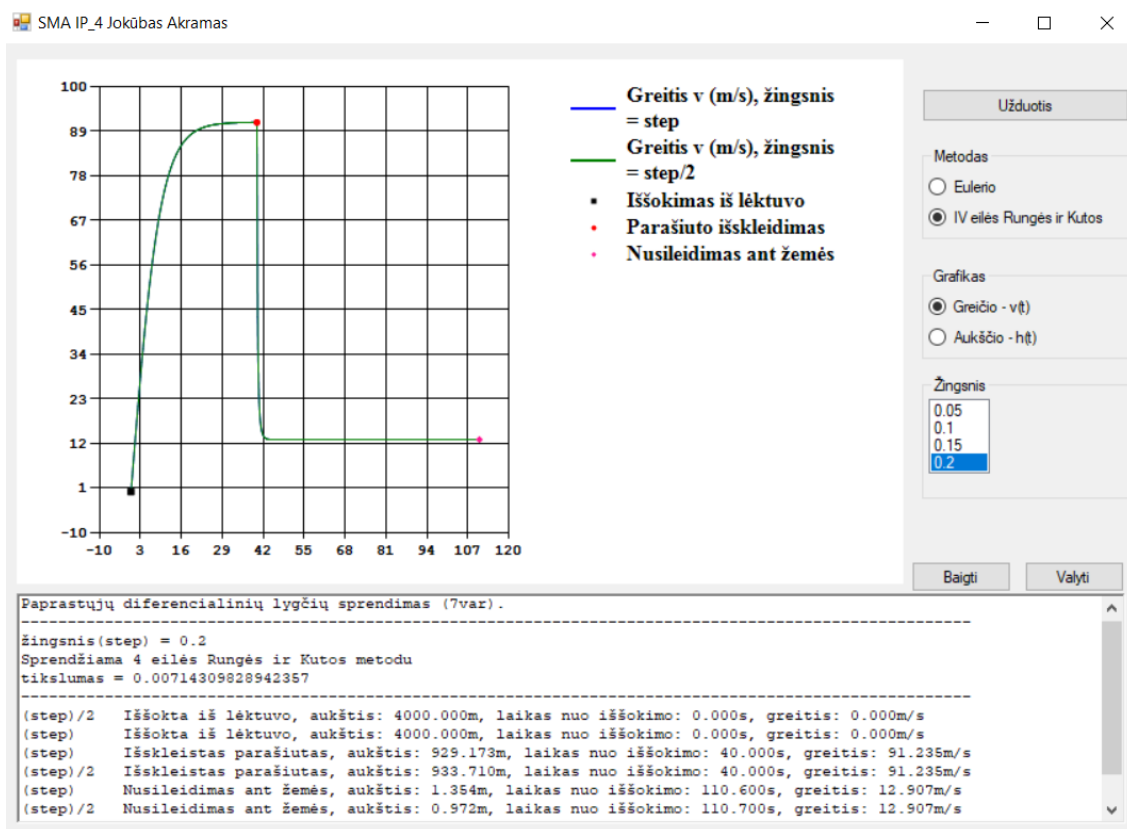 SMA IP_4 Jokūbas Akramas
100
89
78
67
56
45
34
23
12
1
-10
-10 3 16 29 42 55 68 81 94 107 120
Greitis v (m/s), žingsnis
= step
Greitis v (m/s), žingsnis
= step/2
Iššokimas iš lėktuvo
Parašiuto išskleidimas
Nusileidimas ant žemės
Užduotis
Metodas
Eulerio
IV eilės Rungės ir Kutos
Grafikas
Greičio - v(t)
Aukščio - h(t)
Žingsnis
0.05
0.1
0.15
0.2
Baigti Valyti
Paprastųjų diferencialinių lygčių sprendimas (7var).
žingsnis(step) = 0.2
Sprendžiama 4 eilės Rungės ir Kutos metodu
tikslumas = 0.00714309828942357
(step)/2 Iššokta iš lėktuvo, aukštis: 4000.000m, laikas nuo iššokimo: 0.000s, greitis: 0.000m/s
(step) Iššokta iš lėktuvo, aukštis: 4000.000m, laikas nuo iššokimo: 0.000s, greitis: 0.000m/s
(step) Išskleistas parašiutas, aukštis: 929.173m, laikas nuo iššokimo: 40.000s, greitis: 91.235m/s
(step)/2 Išskleistas parašiutas, aukštis: 933.710m, laikas nuo iššokimo: 40.000s, greitis: 91.235m/s
(step) Nusileidimas ant žemės, aukštis: 1.354m, laikas nuo iššokimo: 110.600s, greitis: 12.907m/s
(step)/2 Nusileidimas ant žemės, aukštis: 0.972m, laikas nuo iššokimo: 110.700s, greitis: 12.907m/s